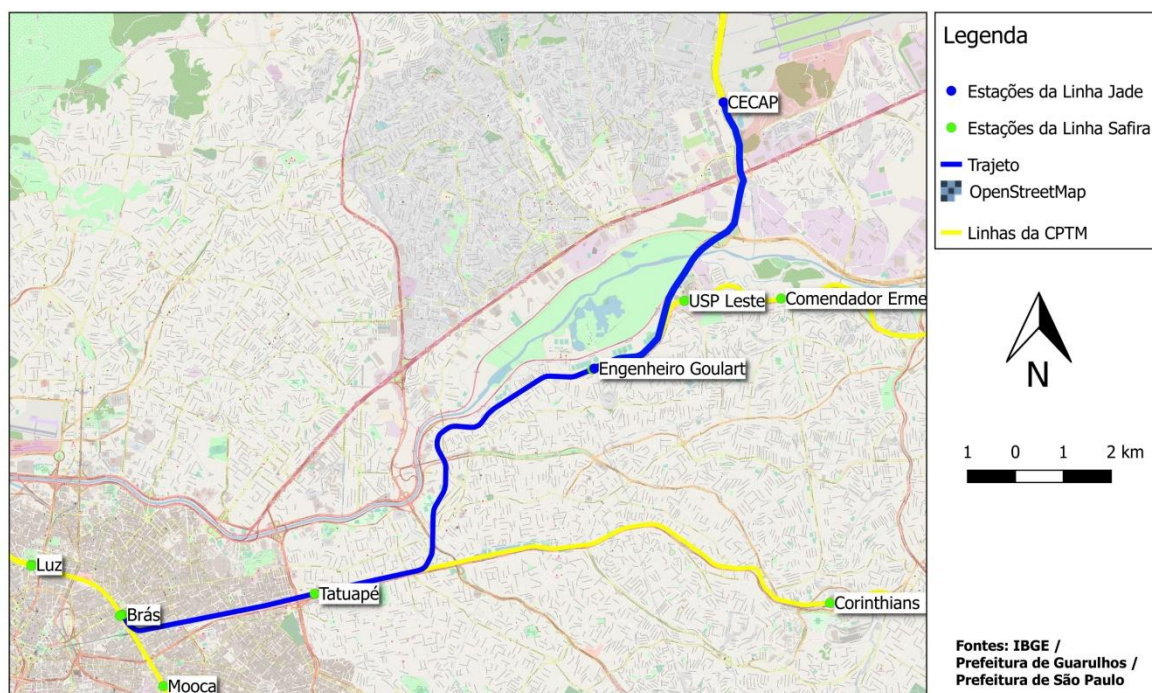 CECAP
USP Leste
Comendador Erme
Engenheiro Goulart
Luz
Tatuapé
Brás
Corinthians
Mooca
Legenda
Estações da Linha Jade
Estações da Linha Safira
Trajeto
OpenStreetMap
Linhas da CPTM
N
1 0 1 2 km
Fontes: IBGE /
Prefeitura de Guarulhos /
Prefeitura de São Paulo